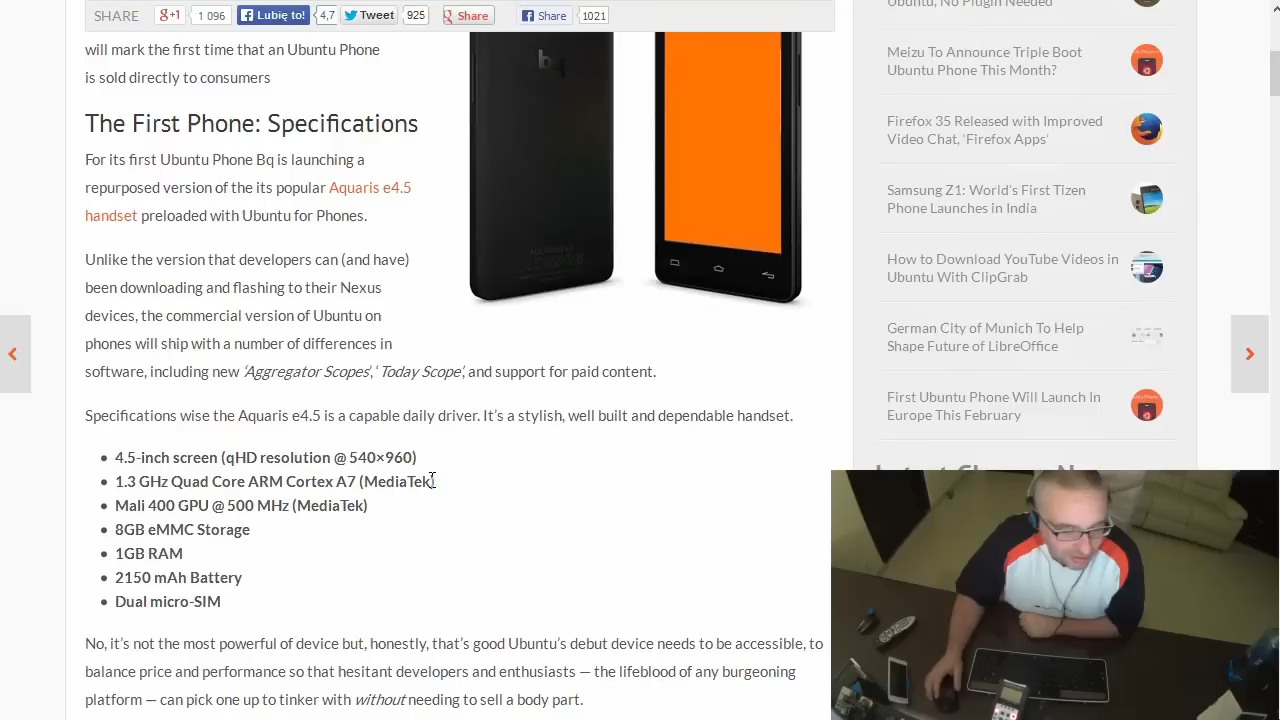 SHARE +1 1 096 Lubię to! 4,7 Tweet 925 Share Share 1021
will mark the first time that an Ubuntu Phone
is sold directly to consumers
The First Phone: Specifications
For its first Ubuntu Phone Bq is launching a
repurposed version of the its popular Aquaris e4.5
handset preloaded with Ubuntu for Phones.
Unlike the version that developers can (and have)
been downloading and flashing to their Nexus
devices, the commercial version of Ubuntu on
phones will ship with a number of differences in
software, including new ‘Aggregator Scopes’, ‘Today Scope’, and support for paid content.
Specifications wise the Aquaris e4.5 is a capable daily driver. It’s a stylish, well built and dependable handset.
4.5-inch screen (qHD resolution @ 540×960)
1.3 GHz Quad Core ARM Cortex A7 (MediaTek)
Mali 400 GPU @ 500 MHz (MediaTek)
8GB eMMC Storage
1GB RAM
2150 mAh Battery
Dual micro-SIM
No, it’s not the most powerful of device but, honestly, that’s good Ubuntu’s debut device needs to be accessible, to
balance price and performance so that hesitant developers and enthusiasts — the lifeblood of any burgeoning
platform — can pick one up to tinker with without needing to sell a body part.
bq
Ubuntu, No Plugin Needed
Meizu To Announce Triple Boot
Ubuntu Phone This Month?
Firefox 35 Released with Improved
Video Chat, ‘Firefox Apps’
Samsung Z1: World’s First Tizen
Phone Launches in India
How to Download YouTube Videos in
Ubuntu With ClipGrab
German City of Munich To Help
Shape Future of LibreOffice
First Ubuntu Phone Will Launch In
Europe This February